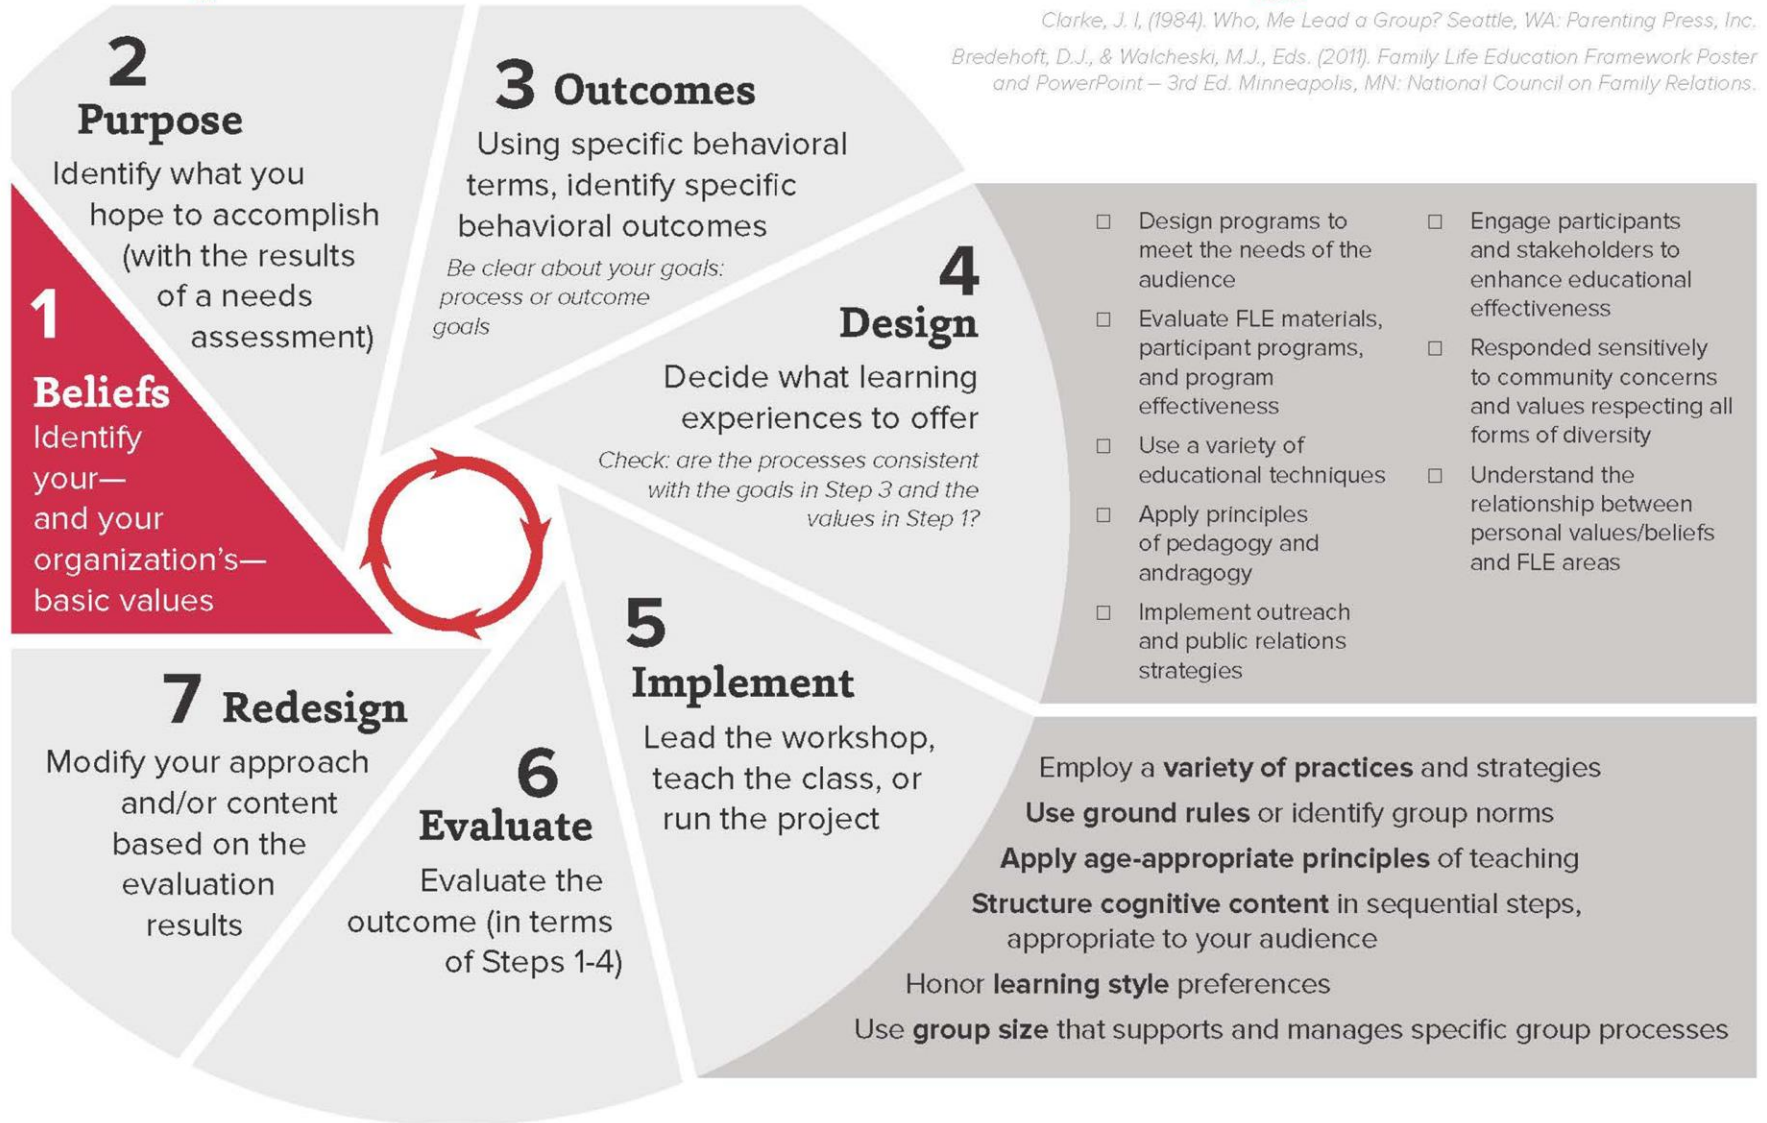 Clarke, J. I, (1984). Who, Me Lead a Group? Seattle, WA: Parenting Press, Inc.
Bredehoft, D.J., & Walcheski, M.J., Eds. (2011). Family Life Education Framework Poster
and PowerPoint – 3rd Ed. Minneapolis, MN: National Council on Family Relations.
1
Beliefs
Identify
your—
and your
organization's—
basic values
2
Purpose
Identify what you
hope to accomplish
(with the results
of a needs
assessment)
3 Outcomes
Using specific behavioral
terms, identify specific
behavioral outcomes
Be clear about your goals:
process or outcome
goals
4
Design
Decide what learning
experiences to offer
Check: are the processes consistent
with the goals in Step 3 and the
values in Step 1?
□ Design programs to
meet the needs of the
audience
□ Evaluate FLE materials,
participant programs,
and program
effectiveness
□ Use a variety of
educational techniques
□ Apply principles
of pedagogy and
andragogy
□ Implement outreach
and public relations
strategies
□ Engage participants
and stakeholders to
enhance educational
effectiveness
□ Responded sensitively
to community concerns
and values respecting all
forms of diversity
□ Understand the
relationship between
personal values/beliefs
and FLE areas
5
Implement
Lead the workshop,
teach the class, or
run the project
Employ a variety of practices and strategies
Use ground rules or identify group norms
Apply age-appropriate principles of teaching
Structure cognitive content in sequential steps,
appropriate to your audience
Honor learning style preferences
Use group size that supports and manages specific group processes
6
Evaluate
Evaluate the
outcome (in terms
of Steps 1-4)
7 Redesign
Modify your approach
and/or content
based on the
evaluation
results